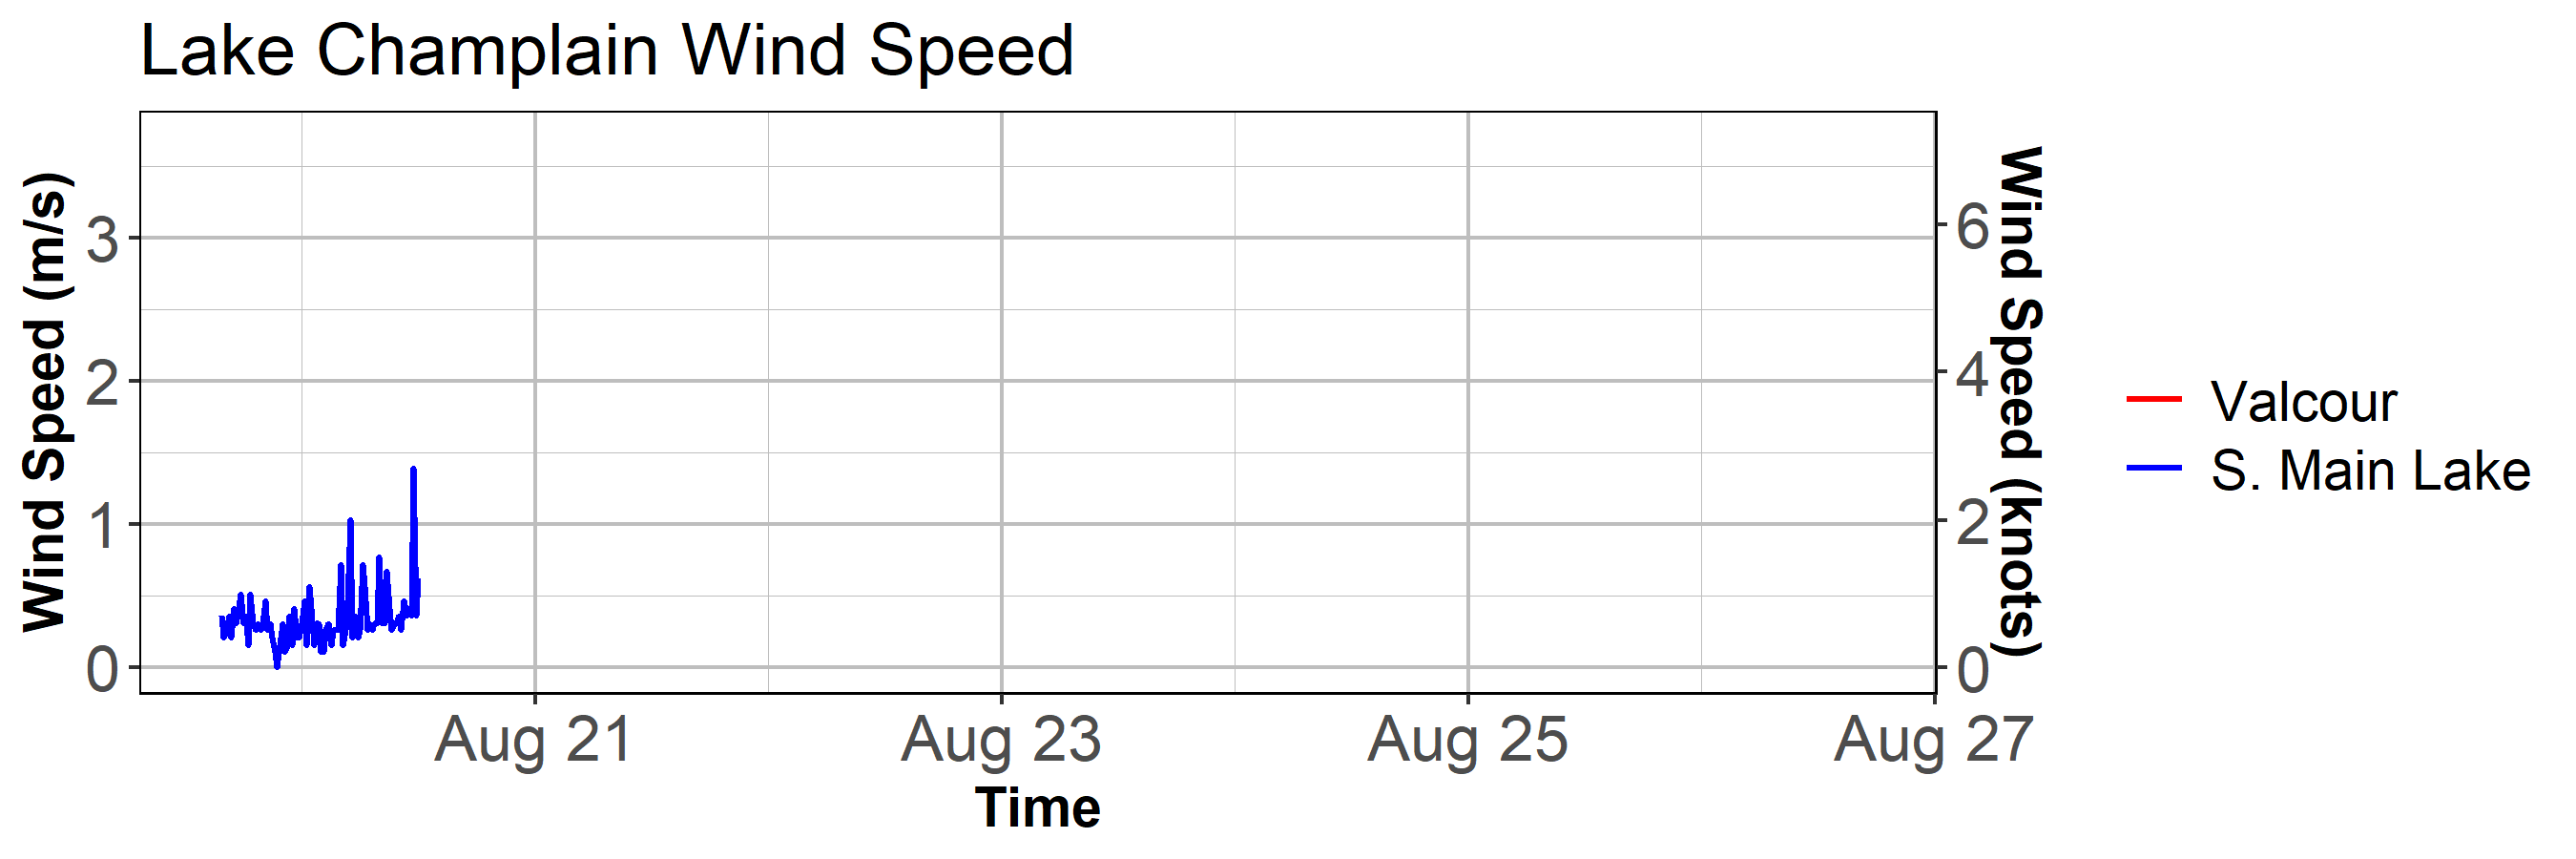 Lake Champlain Wind Speed
Wind Speed (m/s)
3
2
1
0
6
4
2
0
Wind Speed (knots)
Aug 21
Aug 23
Aug 25
Aug 27
Time
Valcour
S. Main Lake